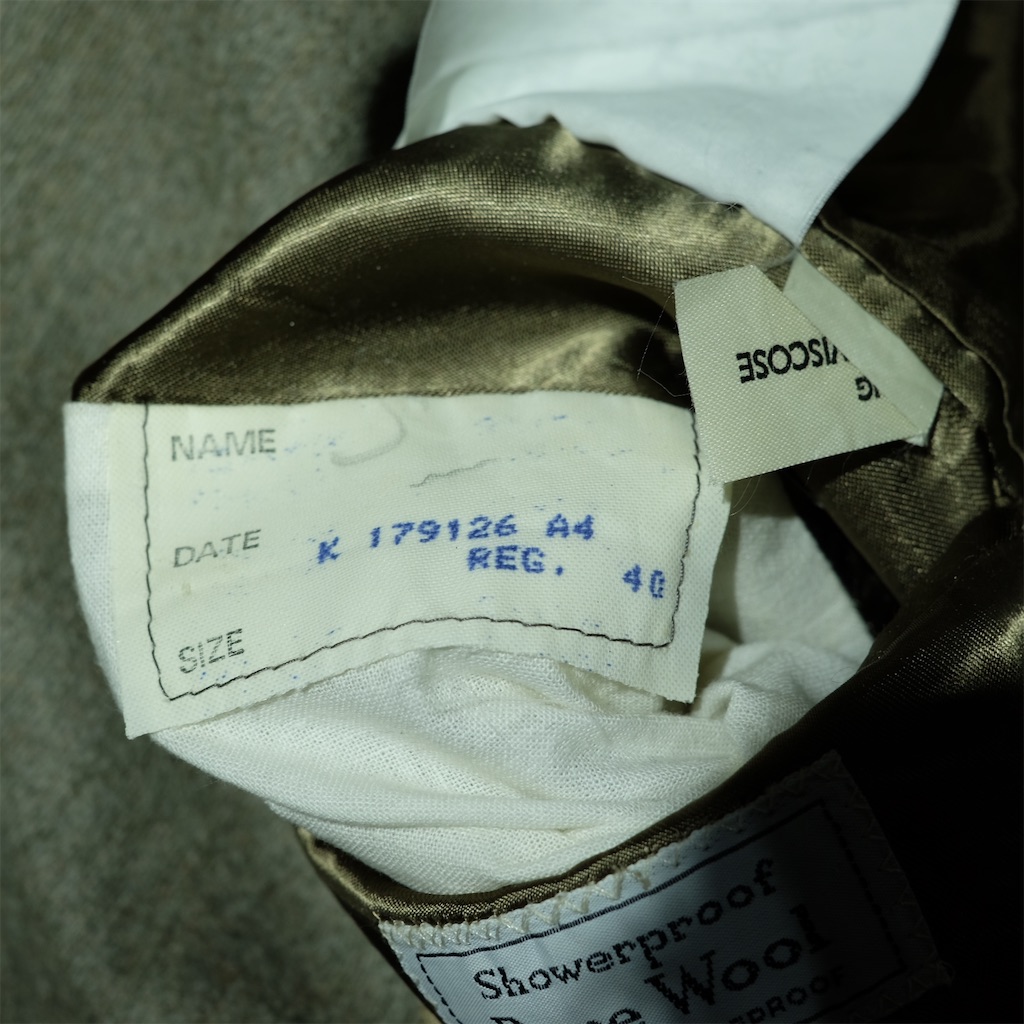 NAME
DATE K 179126 A4
REG. 40
SIZE
VISCOSE
Showerproof
Wool